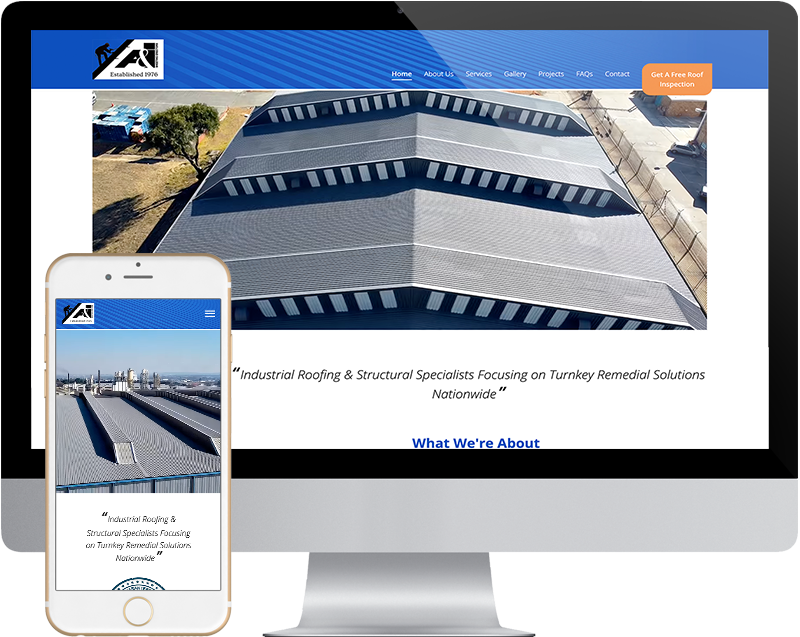 A&I
Established 1976
Home About Us Services Gallery Projects FAQs Contact
Get A Free Roof
Inspection
“Industrial Roofing & Structural Specialists Focusing on Turnkey Remedial Solutions
Nationwide”
What We're About
“Industrial Roofing &
Structural Specialists Focusing
on Turnkey Remedial Solutions
Nationwide”